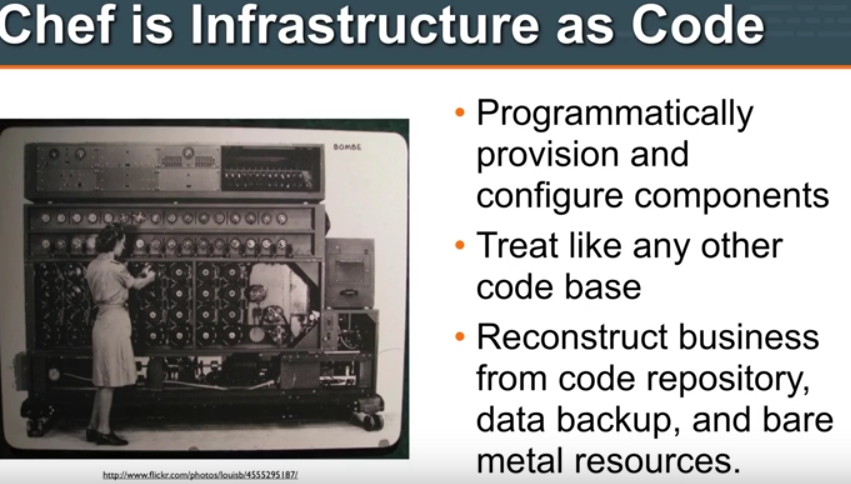 Chef is Infrastructure as Code
BOMBE
• Programmatically
provision and
configure components
• Treat like any other
code base
• Reconstruct business
from code repository,
data backup, and bare
metal resources.
http://www.flickr.com/photos/louisb/4555295187/